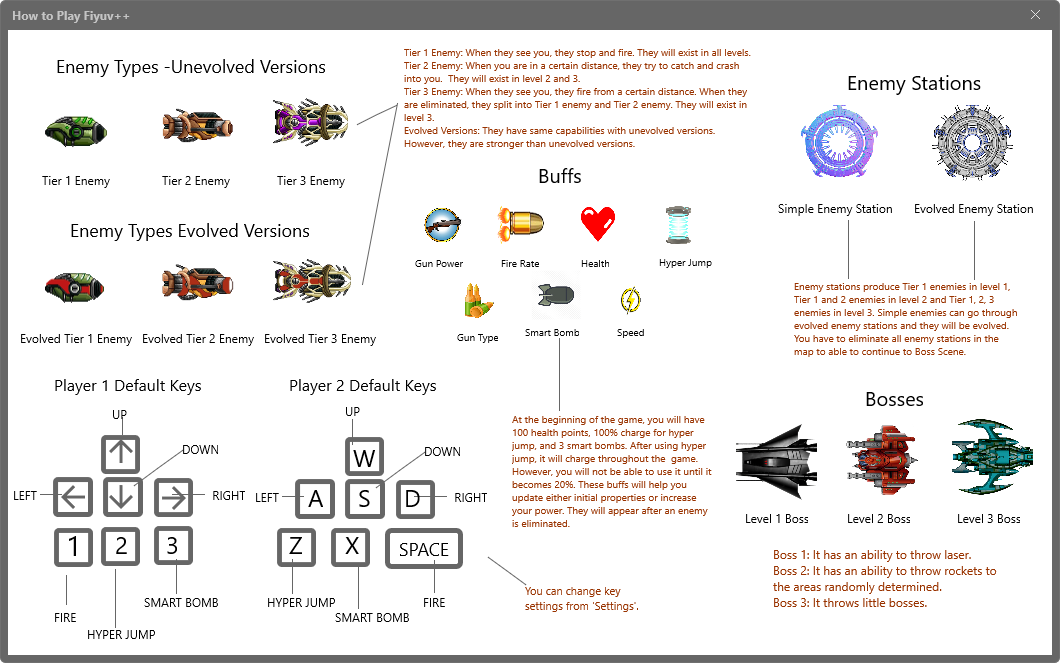 How to Play Fiyuv++
Enemy Types -Unevolved Versions
Tier 1 Enemy
Tier 2 Enemy
Tier 3 Enemy
Enemy Types Evolved Versions
Evolved Tier 1 Enemy
Evolved Tier 2 Enemy
Evolved Tier 3 Enemy
Tier 1 Enemy: When they see you, they stop and fire. They will exist in all levels.
Tier 2 Enemy: When you are in a certain distance, they try to catch and crash
into you. They will exist in level 2 and 3.
Tier 3 Enemy: When they see you, they fire from a certain distance. When they
are eliminated, they split into Tier 1 enemy and Tier 2 enemy. They will exist in
level 3.
Evolved Versions: They have same capabilities with unevolved versions.
However, they are stronger than unevolved versions.
Buffs
Gun Power
Fire Rate
Health
Hyper Jump
Gun Type
Smart Bomb
Speed
At the beginning of the game, you will have
100 health points, 100% charge for hyper
jump, and 3 smart bombs. After using hyper
jump, it will charge throughout the game.
However, you will not be able to use it until it
becomes 20%. These buffs will help you
update either initial properties or increase
your power. They will appear after an enemy
is eliminated.
Enemy Stations
Simple Enemy Station
Evolved Enemy Station
Enemy stations produce Tier 1 enemies in level 1,
Tier 1 and 2 enemies in level 2 and Tier 1, 2, 3
enemies in level 3. Simple enemies can go through
evolved enemy stations and they will be evolved.
You have to eliminate all enemy stations in the
map to able to continue to Boss Scene.
Bosses
Level 1 Boss
Level 2 Boss
Level 3 Boss
Boss 1: It has an ability to throw laser.
Boss 2: It has an ability to throw rockets to
the areas randomly determined.
Boss 3: It throws little bosses.
Player 1 Default Keys
UP
DOWN
LEFT
RIGHT
1
2
3
FIRE
HYPER JUMP
SMART BOMB
Player 2 Default Keys
UP
W
DOWN
LEFT
A
S
D
RIGHT
Z
X
SPACE
HYPER JUMP
SMART BOMB
FIRE
You can change key
settings from 'Settings'.